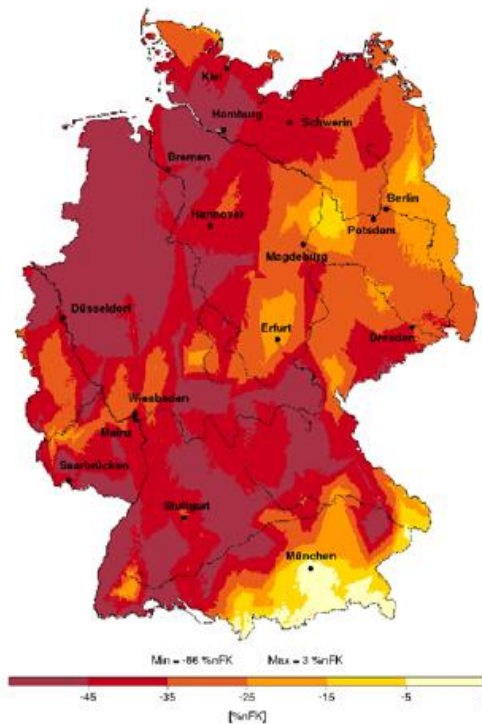 Kiel
Hamburg
Schwerin
Bremen
Berlin
Hannover
Potsdam
Magdeburg
Düsseldorf
Erfurt
Dresden
Wiesbaden
Mainz
Saarbrücken
Stuttgart
München
Min = -66 %nFK Max = 3 %nFK
-45 -35 -25 -15 -5
[%nFK]